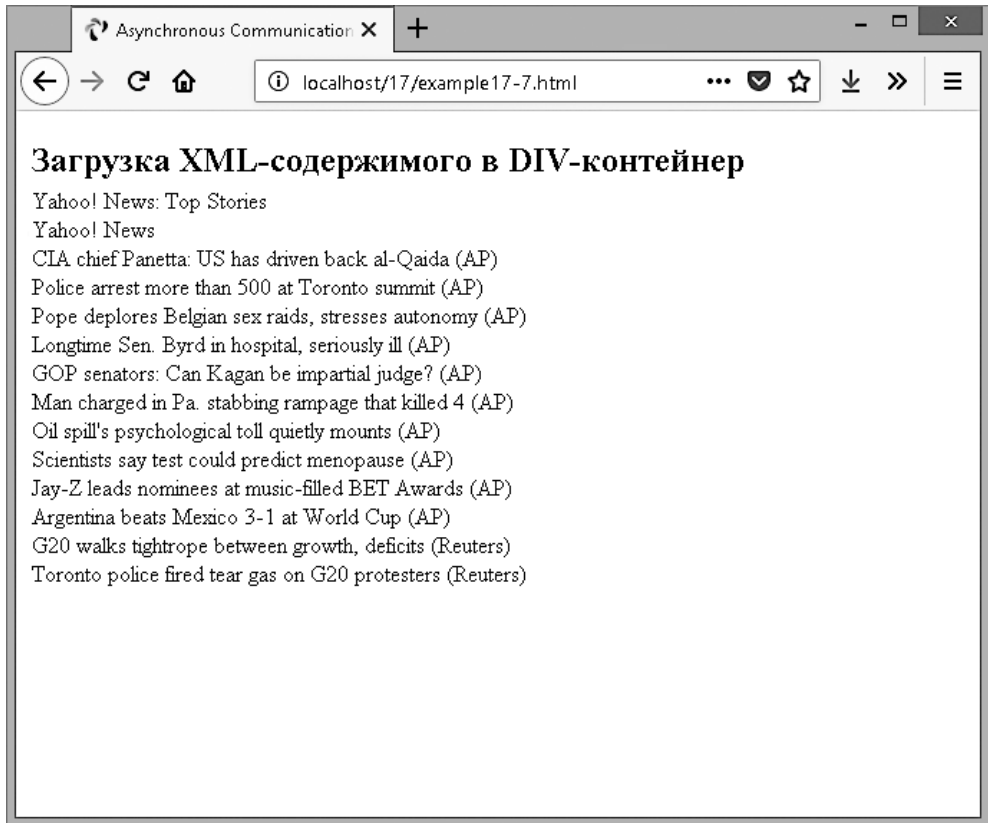 Asynchronous Communication
localhost/17/example17-7.html
Загрузка XML-содержимого в DIV-контейнер
Yahoo! News: Top Stories
Yahoo! News
CIA chief Panetta: US has driven back al-Qaida (AP)
Police arrest more than 500 at Toronto summit (AP)
Pope deplores Belgian sex raids, stresses autonomy (AP)
Longtime Sen. Byrd in hospital, seriously ill (AP)
GOP senators: Can Kagan be impartial judge? (AP)
Man charged in Pa. stabbing rampage that killed 4 (AP)
Oil spill's psychological toll quietly mounts (AP)
Scientists say test could predict menopause (AP)
Jay-Z leads nominees at music-filled BET Awards (AP)
Argentina beats Mexico 3-1 at World Cup (AP)
G20 walks tightrope between growth, deficits (Reuters)
Toronto police fired tear gas on G20 protesters (Reuters)